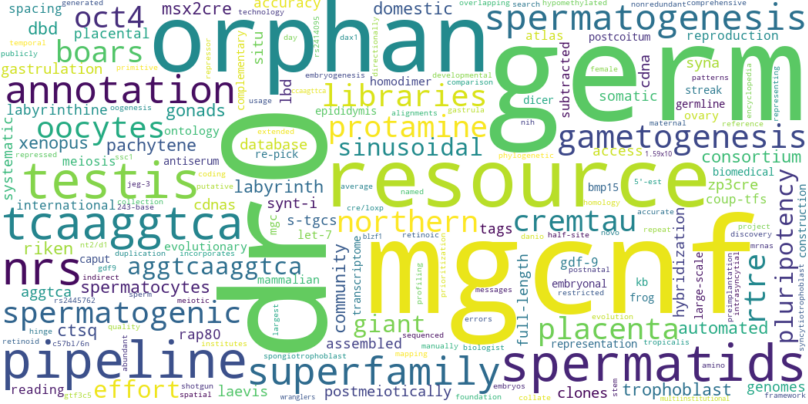 spacing
oct4
msx2cre
domestic
accuracy
technology
orphan
overlapping search hypomethylated nonredundant comprehensive
spermatogenesis
dbd
placental
boars
gastrulation
situ
complementary
rs2414095
day
dax1
directionally
atlas
postcoitum
reproduction
generated
temporal
publicly
primitive
repressor
annotation
embryogenesis
homodimer
developmental
comparison
usage
lbd
libraries
germ
subtracted
cdna
syna
patterns
streak
germline
ovary
female
encyclopedia
representing
labyrinthine
gonads
epididymis
alignments
gastrula
dicer
somatic
maternal
reference
systematic
oocytes
xenopus
ontology
oogenesis
protamine
nih
gametogenesis
pachytene
extended
database
re-pick
sinusoidal
phylogenomic
access
1.59x10
consortium
repressed
meiosis
ssc1
antiserum
coding
biomedical
testis
jeg-3
putative
labyrinth
average
named
cre/loxp
resource
bmp15
5'-est
homology
zp3cre
coup-tfs
accurate
international
243-base
cdnas
collection
synt-i
s-tgcs
let-7
northern
tags
cremtau
half-site
novo
repeat
project
discovery
mrnas
pluripotency
construction
tcaaggtca
riken
nt2/d1
evolutionary
duplication
incorporates
mgc
blzf1
retinoic
danio
mgcnf
nrs
caput
aggtcaaggtca
mammalian
gdf-9
postnatal
hybridization
large-scale
rtre
preimplantation
intrasyncytial
syncytiotrophoblast
aggtca
gdf9
indirect
spermatocytes
rs2445762
sperm
meiotic
dr0
community
transcriptome
profiling
prioritization
messages
embryonal
restricted
kb
frog
spermatogenic
ctsq
rap80
largest
giant
errors
evolution
full-length
placenta
automated
hinge
quality
assembled
mapping
sequenced
representation
tropicalis
pipeline
retinoid
c57bl/6n
abundant
institutes
spongiotrophoblast
manually
biologist
superfamily
spermatids
amino
reading
effort
gtf3c5
shotgun
spatial
laevis
wranglers
postmeiotically
embryos
foundation
collate
clones
stem
trophoblast
multiinstitutional
genomes
framework